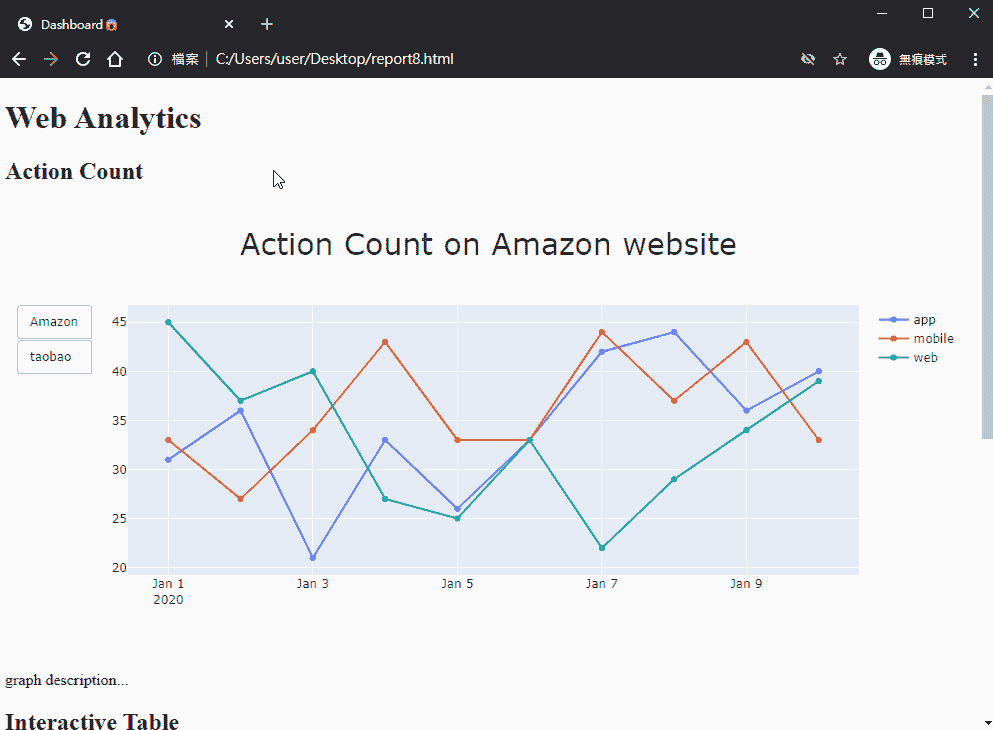 Dashboard😱
檔案 C:/Users/user/Desktop/report8.html 無痕模式
Web Analytics
Action Count
Action Count on Amazon website
Amazon
taobao
45
40
35
30
25
20
Jan 1 Jan 3 Jan 5 Jan 7 Jan 9
2020
app
mobile
web
graph description...
Interactive Table